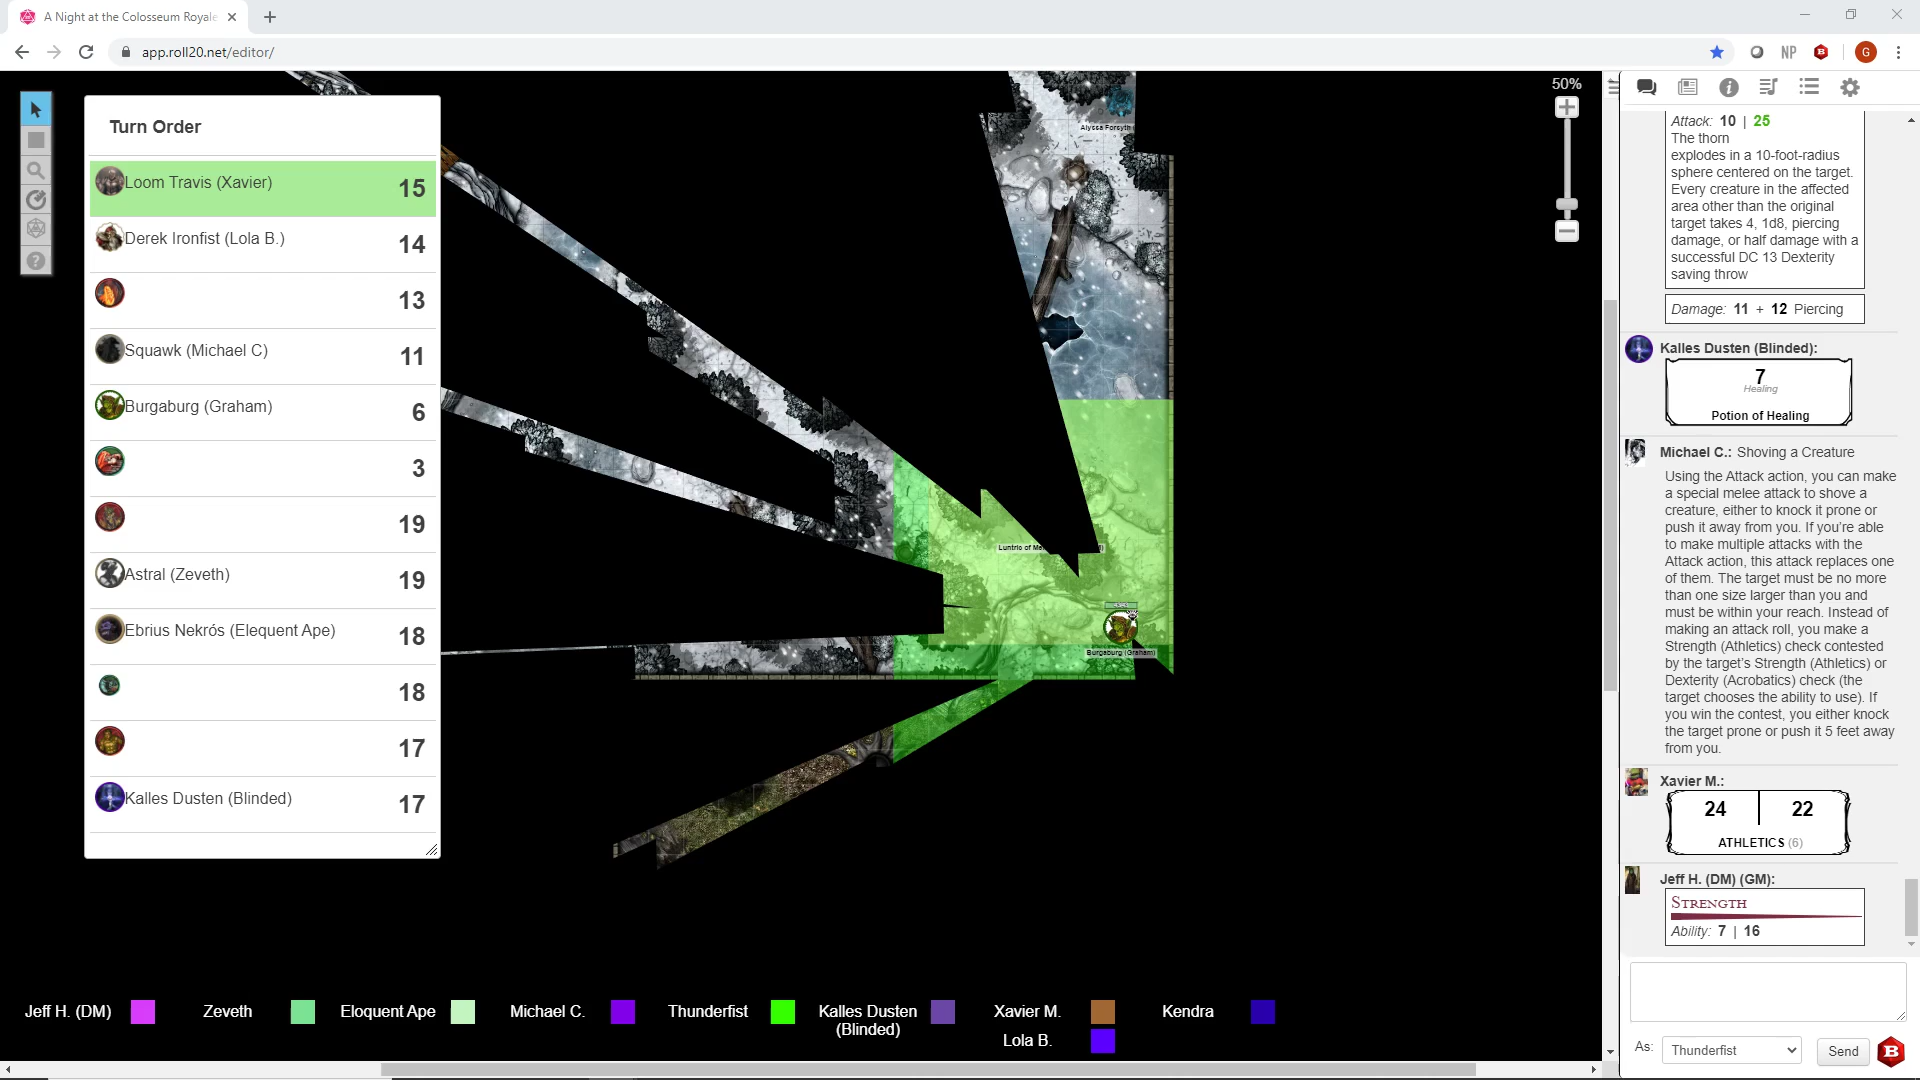 A Night at the Colosseum Royale
app.roll20.net/editor/
NP
G
50%
Turn Order
Loom Travis (Xavier) 15
Derek Ironfist (Lola B.) 14
13
Squawk (Michael C) 11
Burgaburg (Graham) 6
3
19
Astral (Zeveth) 19
Ebrius Nekrós (Elequent Ape) 18
18
17
Kalles Dusten (Blinded) 17
Alyssa Forsyth
Luntric of
Burgaburg (Graham)
Jeff H. (DM)
Zeveth
Eloquent Ape
Michael C.
Thunderfist
Kalles Dusten
(Blinded)
Xavier M.
Lola B.
Kendra
Attack: 10 | 25
The thorn
explodes in a 10-foot-radius
sphere centered on the target.
Every creature in the affected
area other than the original
target takes 4, 1d8, piercing
damage, or half damage with a
successful DC 13 Dexterity
saving throw
Damage: 11 + 12 Piercing
Kalles Dusten (Blinded):
7
Healing
Potion of Healing
Michael C.: Shoving a Creature
Using the Attack action, you can make
a special melee attack to shove a
creature, either to knock it prone or
push it away from you. If you're able
to make multiple attacks with the
Attack action, this attack replaces one
of them. The target must be no more
than one size larger than you and
must be within your reach. Instead of
making an attack roll, you make a
Strength (Athletics) check contested
by the target's Strength (Athletics) or
Dexterity (Acrobatics) check (the
target chooses the ability to use). If
you win the contest, you either knock
the target prone or push it 5 feet away
from you.
Xavier M.:
24 22
ATHLETICS (6)
Jeff H. (DM) (GM):
STRENGTH
Ability: 7 | 16
As: Thunderfist
Send
B